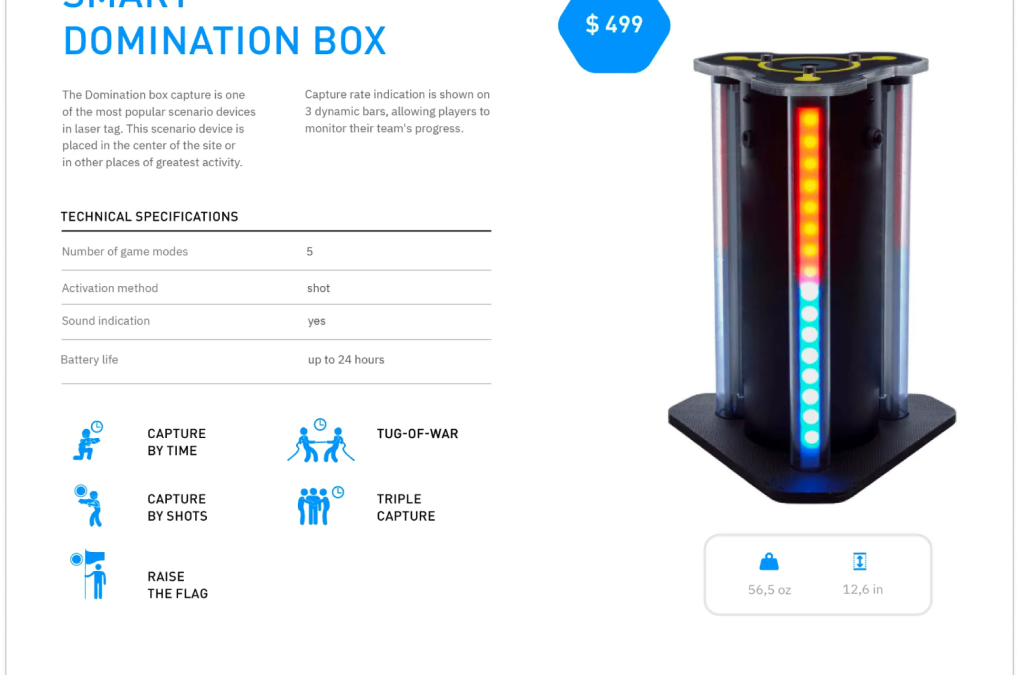 SMART
DOMINATION BOX
$ 499
The Domination box capture is one
of the most popular scenario devices
in laser tag. This scenario device is
placed in the center of the site or
in other places of greatest activity.
Capture rate indication is shown on
3 dynamic bars, allowing players to
monitor their team's progress.
TECHNICAL SPECIFICATIONS
Number of game modes 5
Activation method shot
Sound indication yes
Battery life up to 24 hours
CAPTURE
BY TIME
TUG-OF-WAR
CAPTURE
BY SHOTS
TRIPLE
CAPTURE
RAISE
THE FLAG
56,5 oz 12,6 in